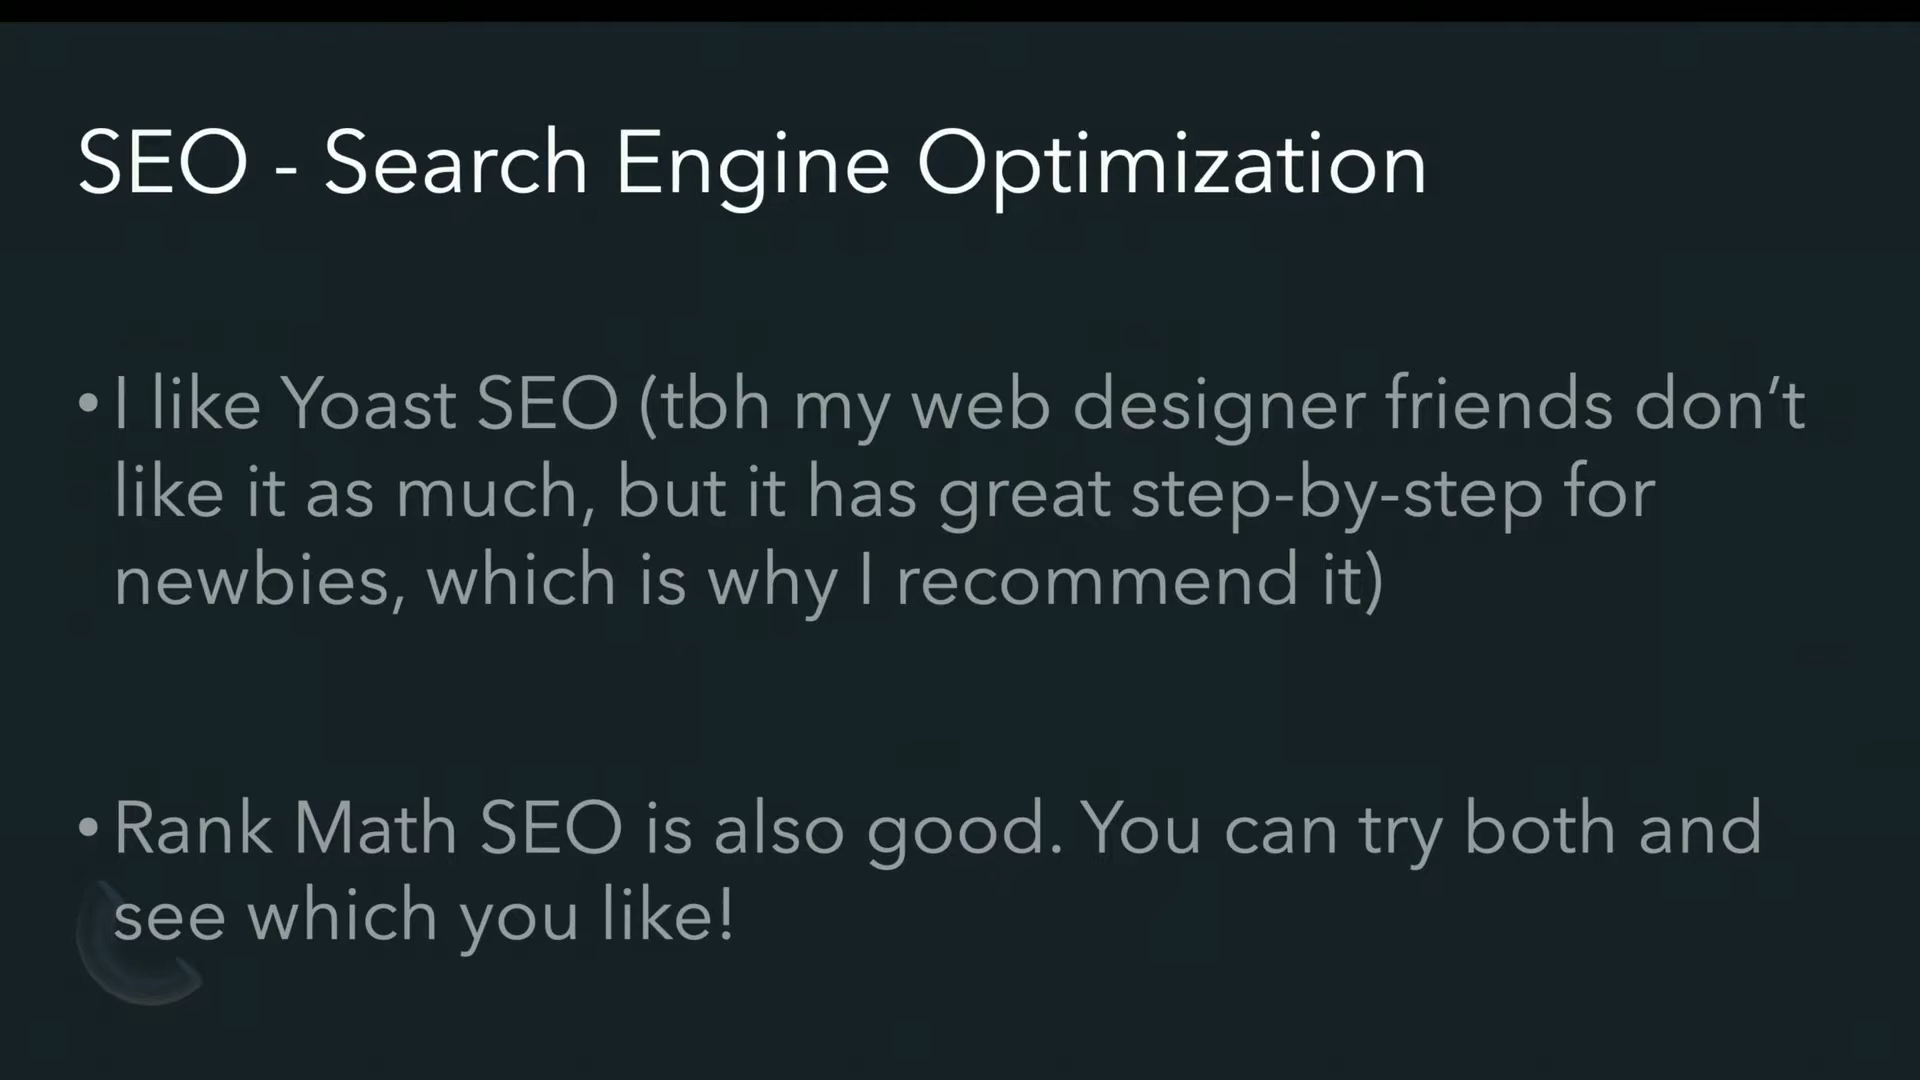 SEO - Search Engine Optimization
• I like Yoast SEO (tbh my web designer friends don’t
like it as much, but it has great step-by-step for
newbies, which is why I recommend it)
• Rank Math SEO is also good. You can try both and
see which you like!